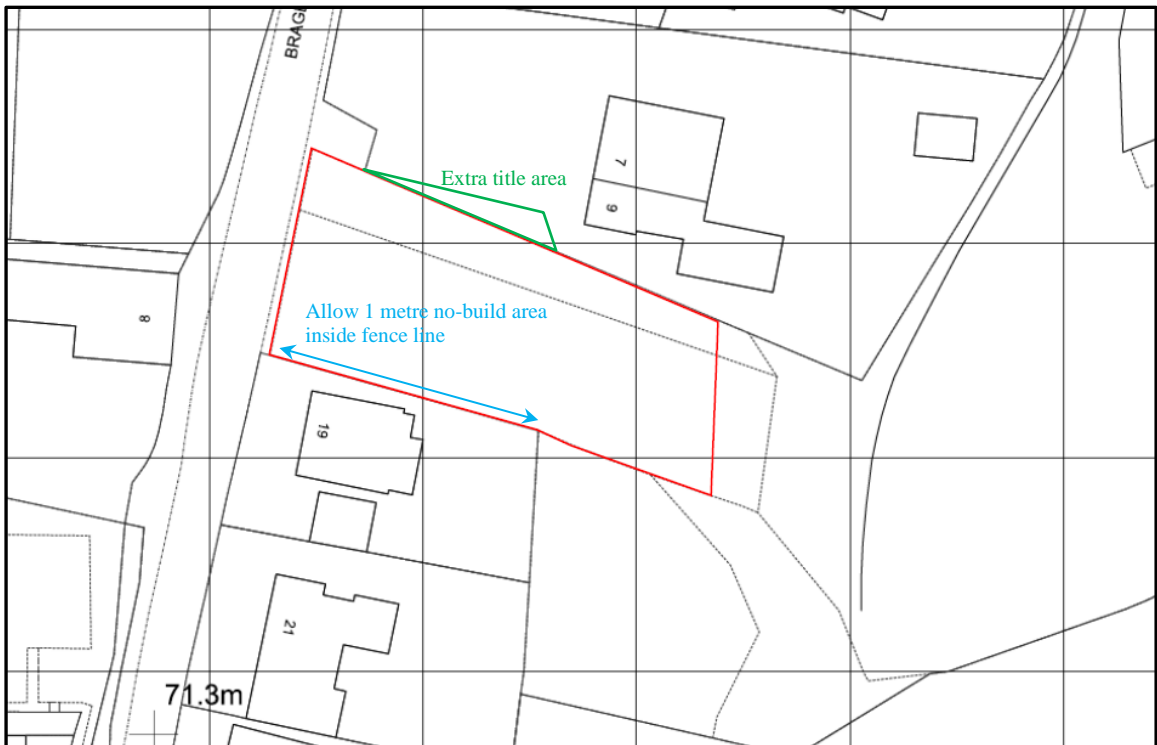 BRAG
7
Extra title area
9
Allow 1 metre no-build area
inside fence line
8
19
21
71.3m